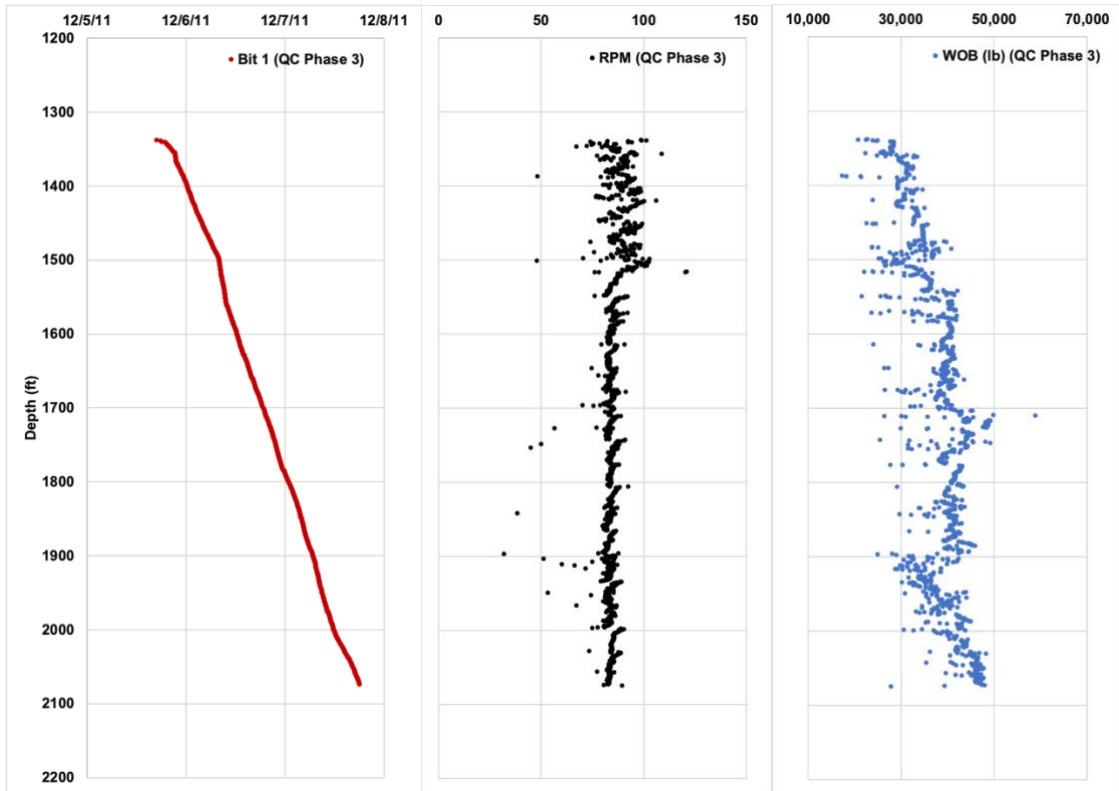 12/5/11 12/6/11 12/7/11 12/8/11
0 50 100 150
10,000 30,000 50,000 70,000
Bit 1 (QC Phase 3)
RPM (QC Phase 3)
WOB (lb) (QC Phase 3)
Depth (ft)
1200
1300
1400
1500
1600
1700
1800
1900
2000
2100
2200